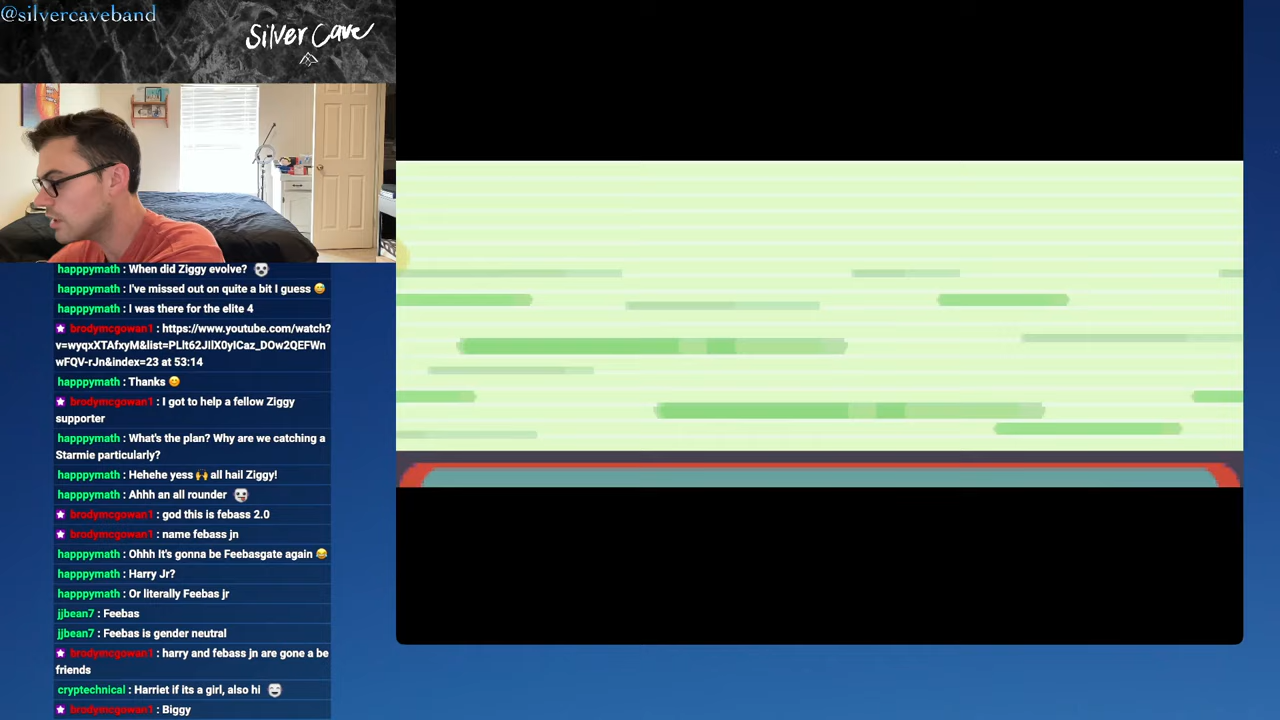 @silvercaveband
Silver Cave
happpymath : When did Ziggy evolve?
happpymath : I've missed out on quite a bit I guess 😅
happpymath : I was there for the elite 4
brodymcgowan1 : https://www.youtube.com/watch?
v=wyqxXTAfxyM&list=PLIt62JIlX0yICaz_DOw2QEFWn
wFQV-rJn&index=23 at 53:14
happpymath : Thanks 😊
brodymcgowan1 : I got to help a fellow Ziggy
supporter
happpymath : What's the plan? Why are we catching a
Starmie particularly?
happpymath : Hehehe yess 🙌 all hail Ziggy!
happpymath : Ahhh an all rounder
brodymcgowan1 : god this is febass 2.0
brodymcgowan1 : name febass jn
happpymath : Ohhh It's gonna be Feebasgate again 😂
happpymath : Harry Jr?
happpymath : Or literally Feebas jr
jjbean7 : Feebas
jjbean7 : Feebas is gender neutral
brodymcgowan1 : harry and febass jn are gone a be
friends
cryptechnical : Harriet if its a girl, also hi
brodymcgowan1 : Biggy